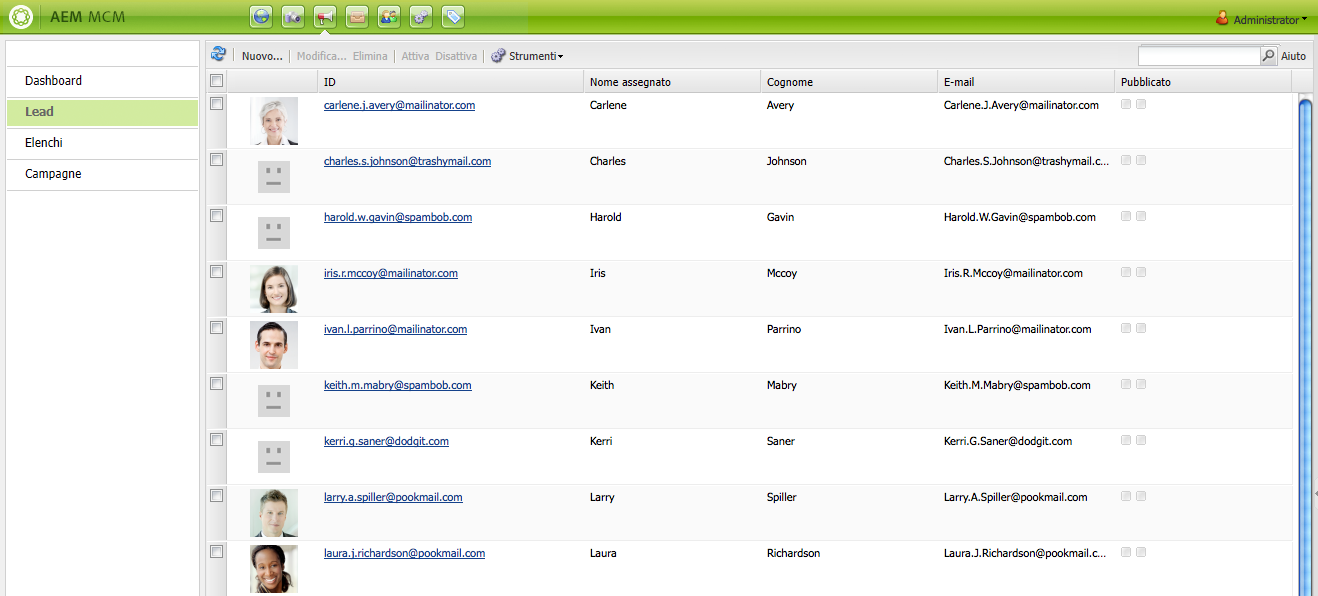 AEM MCM
Administrator
Nuovo... Modifica... Elimina Attiva Disattiva Strumenti Aiuto
Dashboard
Lead
Elenchi
Campagne
ID Nome assegnato Cognome E-mail Pubblicato
carlene.j.avery@mailinator.com Carlene Avery Carlene.J.Avery@mailinator.com
charles.s.johnson@trashymail.com Charles Johnson Charles.S.Johnson@trashymail.c...
harold.w.gavin@spambob.com Harold Gavin Harold.W.Gavin@spambob.com
iris.r.mccoy@mailinator.com Iris Mccoy Iris.R.Mccoy@mailinator.com
ivan.l.parrino@mailinator.com Ivan Parrino Ivan.L.Parrino@mailinator.com
keith.m.mabry@spambob.com Keith Mabry Keith.M.Mabry@spambob.com
kerri.g.saner@dodgit.com Kerri Saner Kerri.G.Saner@dodgit.com
larry.a.spiller@pookmail.com Larry Spiller Larry.A.Spiller@pookmail.com
laura.j.richardson@pookmail.com Laura Richardson Laura.J.Richardson@pookmail.c...